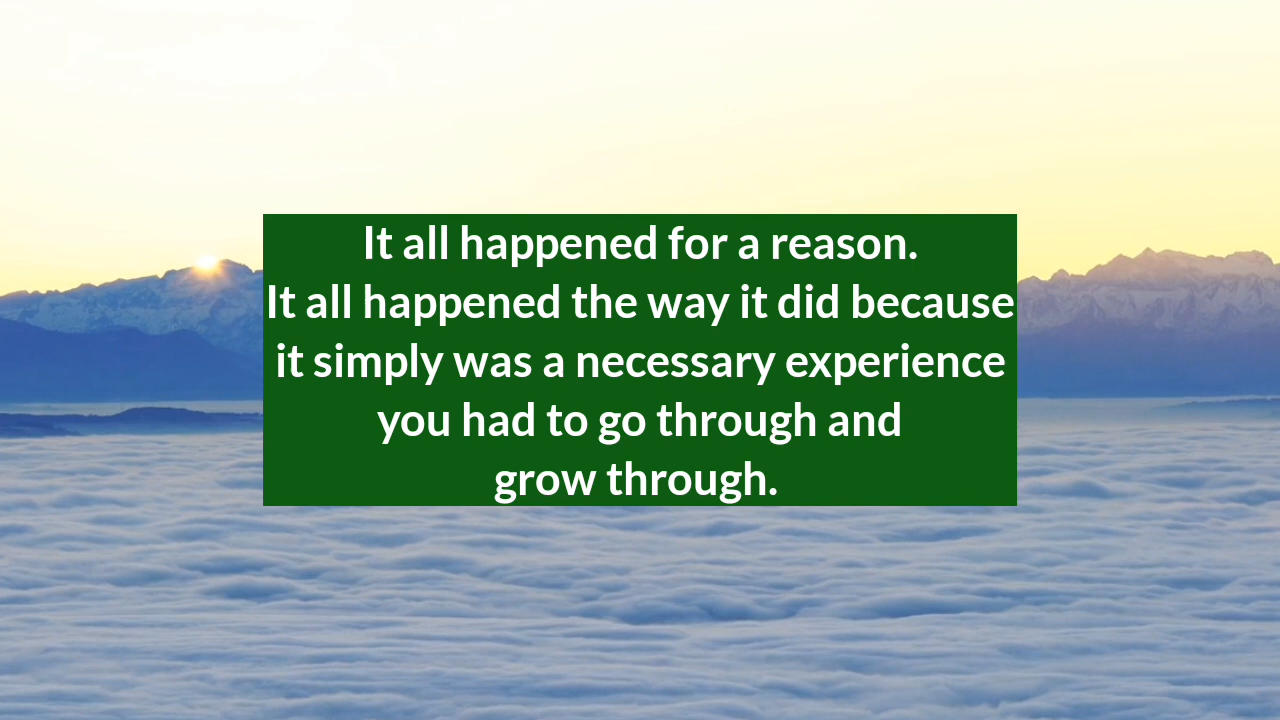 It all happened for a reason.
It all happened the way it did because
it simply was a necessary experience
you had to go through and
grow through.